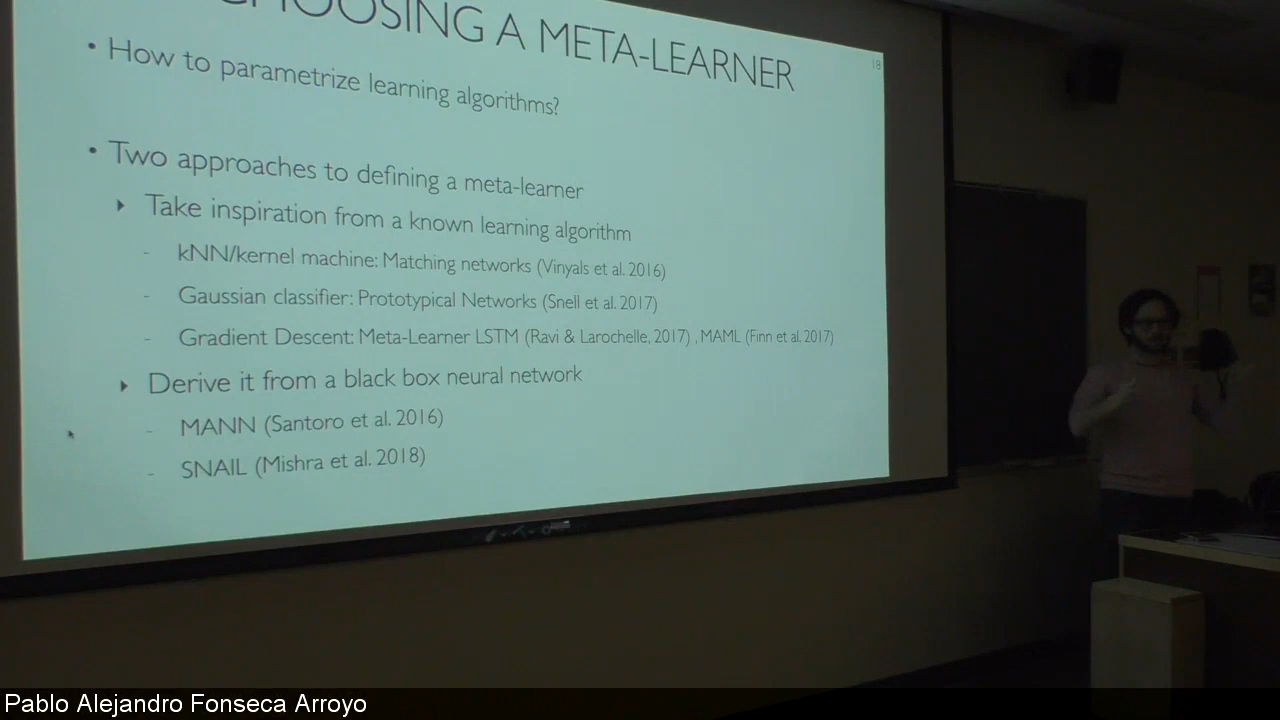 CHOOSING A META-LEARNER
18
• How to parametrize learning algorithms?
• Two approaches to defining a meta-learner
Take inspiration from a known learning algorithm
- kNN/kernel machine: Matching networks (Vinyals et al. 2016)
- Gaussian classifier: Prototypical Networks (Snell et al. 2017)
- Gradient Descent: Meta-Learner LSTM (Ravi & Larochelle, 2017) , MAML (Finn et al. 2017)
Derive it from a black box neural network
- MANN (Santoro et al. 2016)
- SNAIL (Mishra et al. 2018)
Pablo Alejandro Fonseca Arroyo